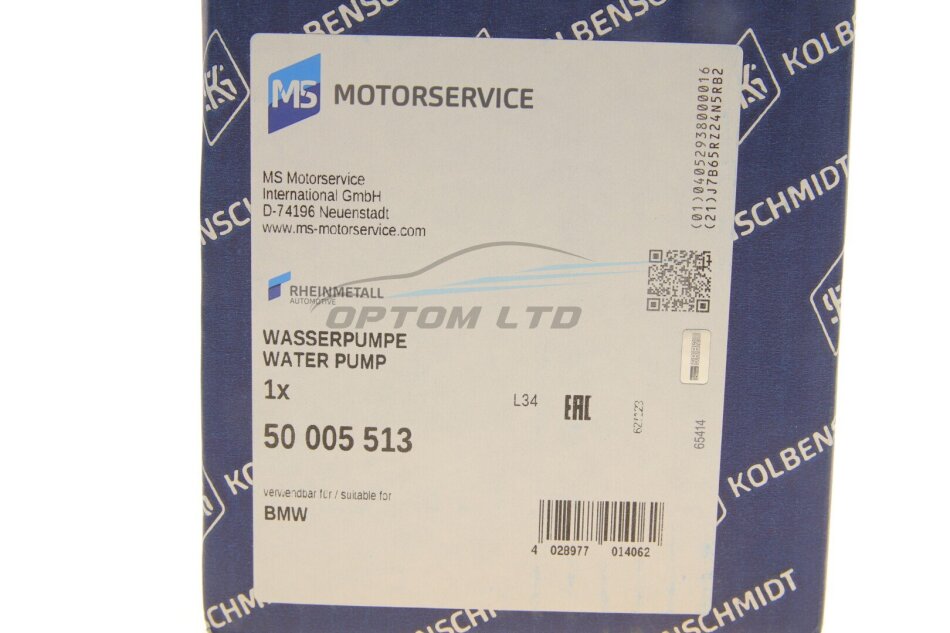 KOLBENSCHMIDT
MS MOTORSERVICE
MS Motorservice
International GmbH
D-74196 Neuenstadt
www.ms-motorservice.com
(01)04052938000016
(21)J7B65RZ24N5RB2
RHEINMETALL
AUTOMOTIVE
OPTOM LTD
WASSERPUMPE
WATER PUMP
1x
L34
EAC
65414
50 005 513
verwendbar für / suitable for
BMW
4 028977 014062
KOLBENSCHMIDT